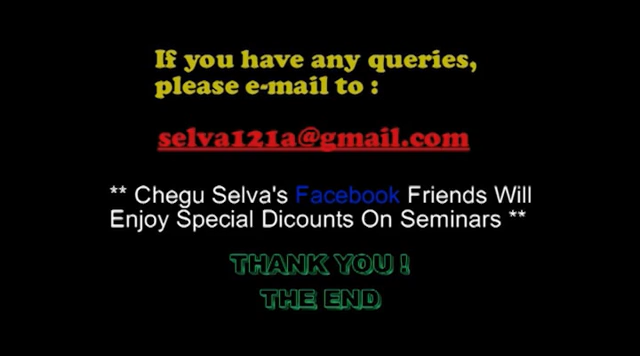 If you have any queries,
please e-mail to :
selva121a@gmail.com
** Chegu Selva's Facebook Friends Will
Enjoy Special Dicounts On Seminars **
THANK YOU !
THE END